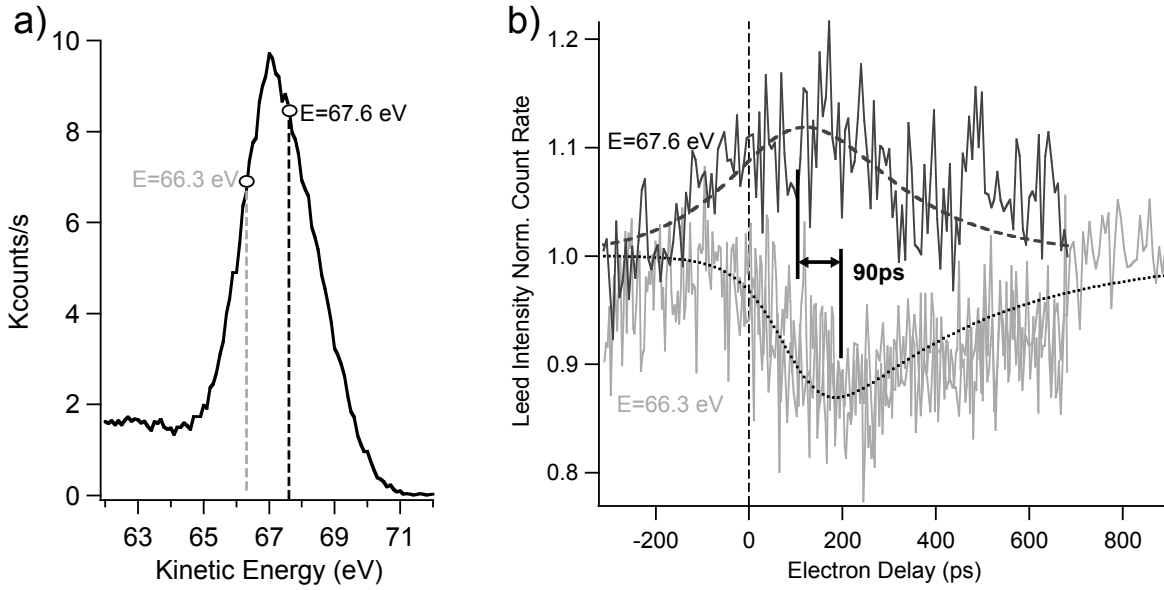 a)
10
8
6
4
2
0
Kcounts/s
E=67.6 eV
E=66.3 eV
63
65
67
69
71
Kinetic Energy (eV)
b)
1.2
1.1
1.0
0.9
0.8
Leed Intensity Norm. Count Rate
E=67.6 eV
90ps
E=66.3 eV
-200
0
200
400
600
800
Electron Delay (ps)